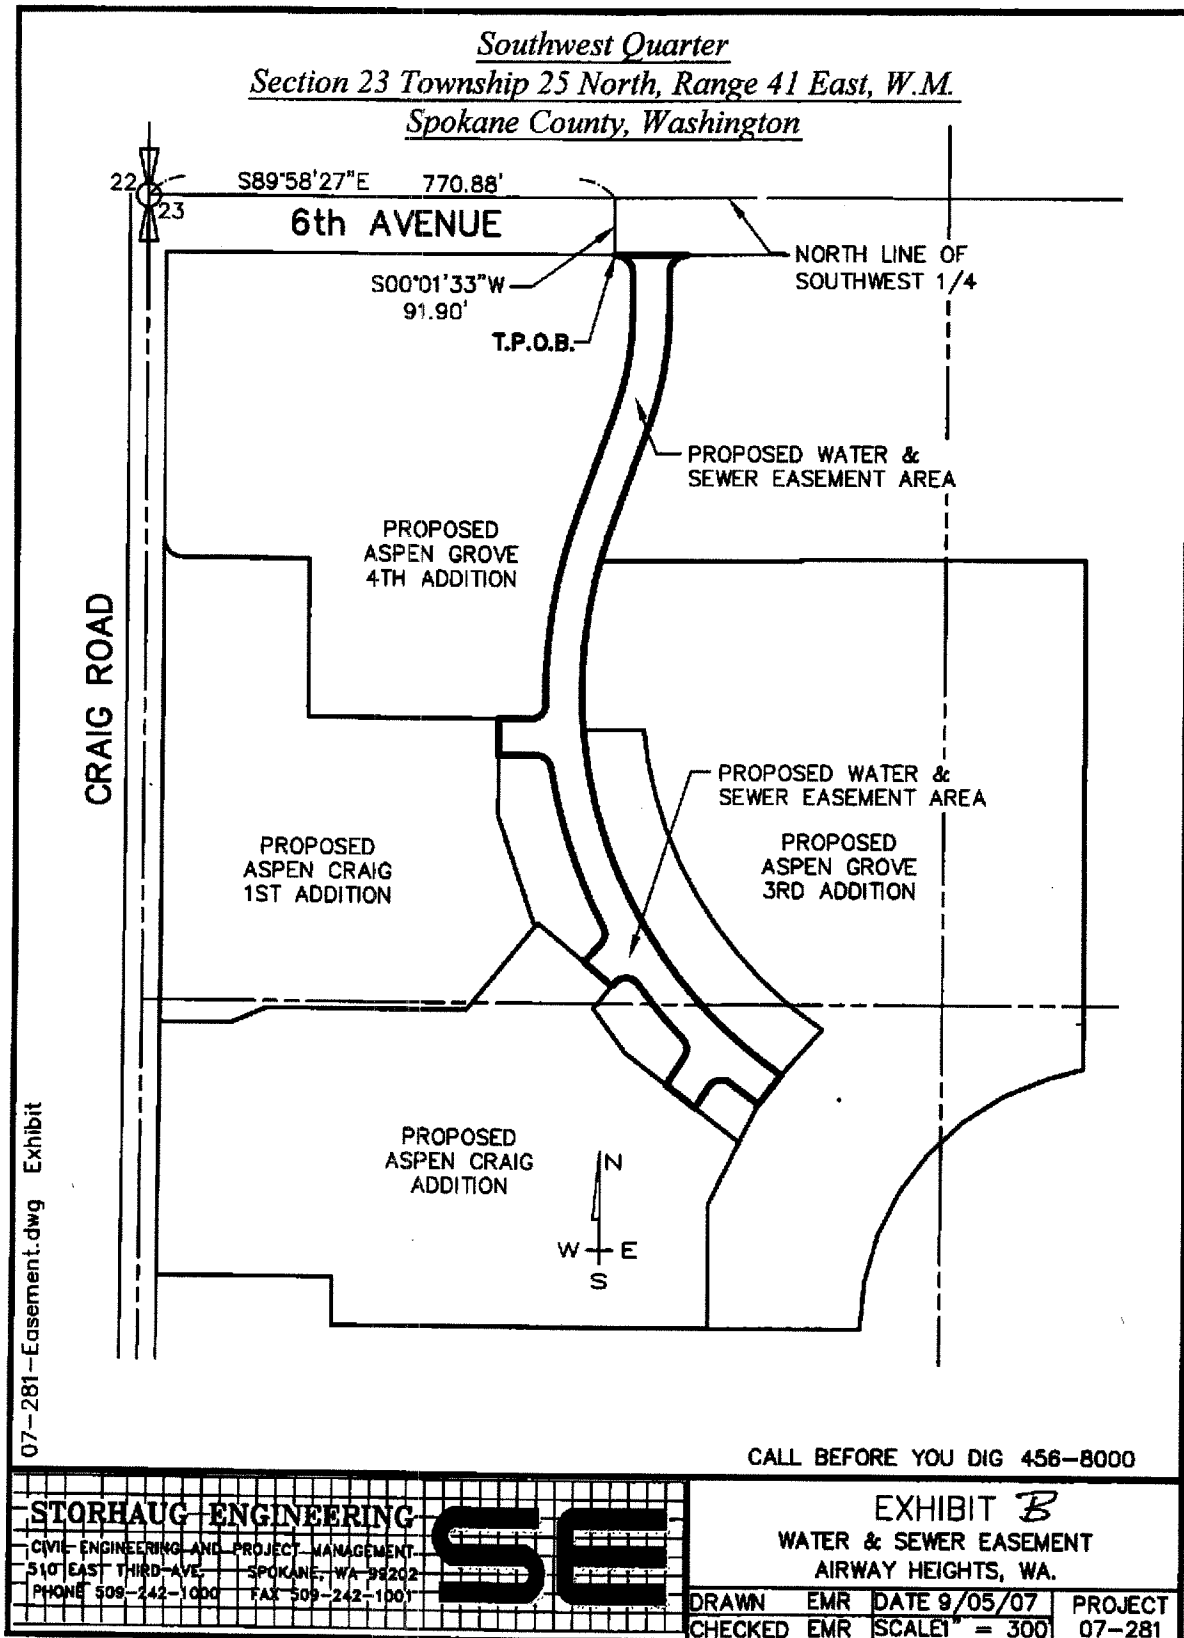 Southwest Quarter
Section 23 Township 25 North, Range 41 East, W.M.
Spokane County, Washington
22
23
S89°58'27"E 770.88'
6th AVENUE
NORTH LINE OF
SOUTHWEST 1/4
S00°01'33"W
91.90'
T.P.O.B.
PROPOSED WATER &
SEWER EASEMENT AREA
PROPOSED
ASPEN GROVE
4TH ADDITION
CRAIG ROAD
PROPOSED WATER &
SEWER EASEMENT AREA
PROPOSED
ASPEN CRAIG
1ST ADDITION
PROPOSED
ASPEN GROVE
3RD ADDITION
PROPOSED
ASPEN CRAIG
ADDITION
N
W E
S
07-281-Easement.dwg Exhibit
CALL BEFORE YOU DIG 456-8000
STORHAUG ENGINEERING
CIVIL ENGINEERING AND PROJECT MANAGEMENT
510 EAST THIRD AVE. SPOKANE, WA 99202
PHONE 509-242-1000 FAX 509-242-1001
SE
EXHIBIT B
WATER & SEWER EASEMENT
AIRWAY HEIGHTS, WA.
DRAWN EMR DATE 9/05/07 PROJECT
CHECKED EMR SCALE 1" = 300' 07-281